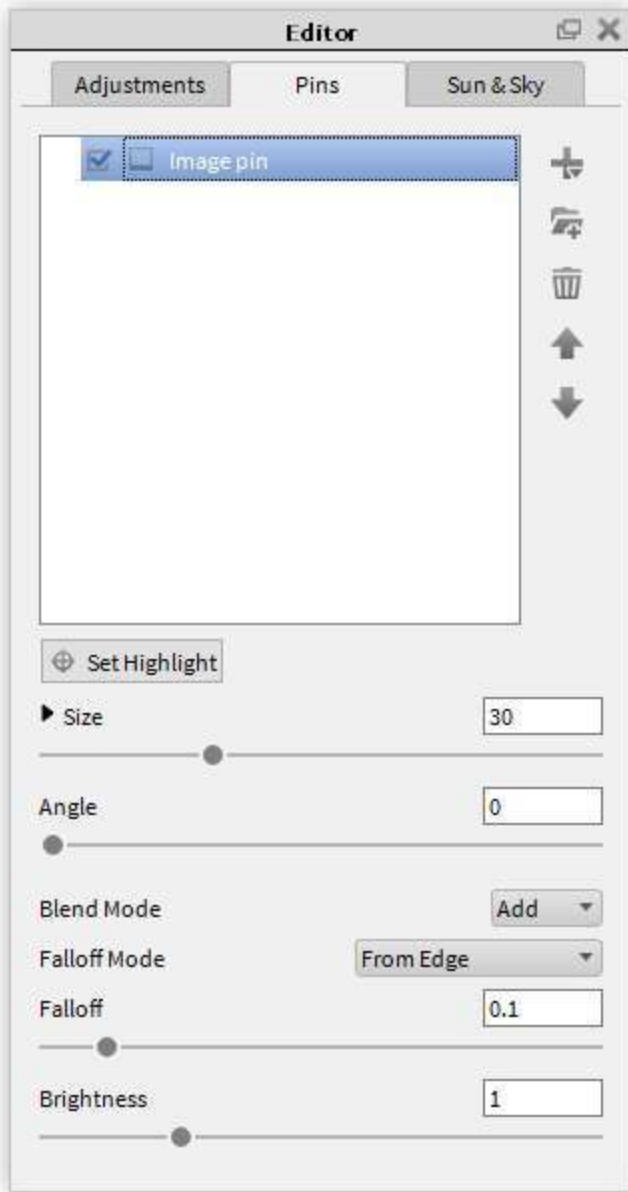 Editor
Adjustments Pins Sun & Sky
Image pin
Set Highlight
Size 30
Angle 0
Blend Mode Add
Falloff Mode From Edge
Falloff 0.1
Brightness 1